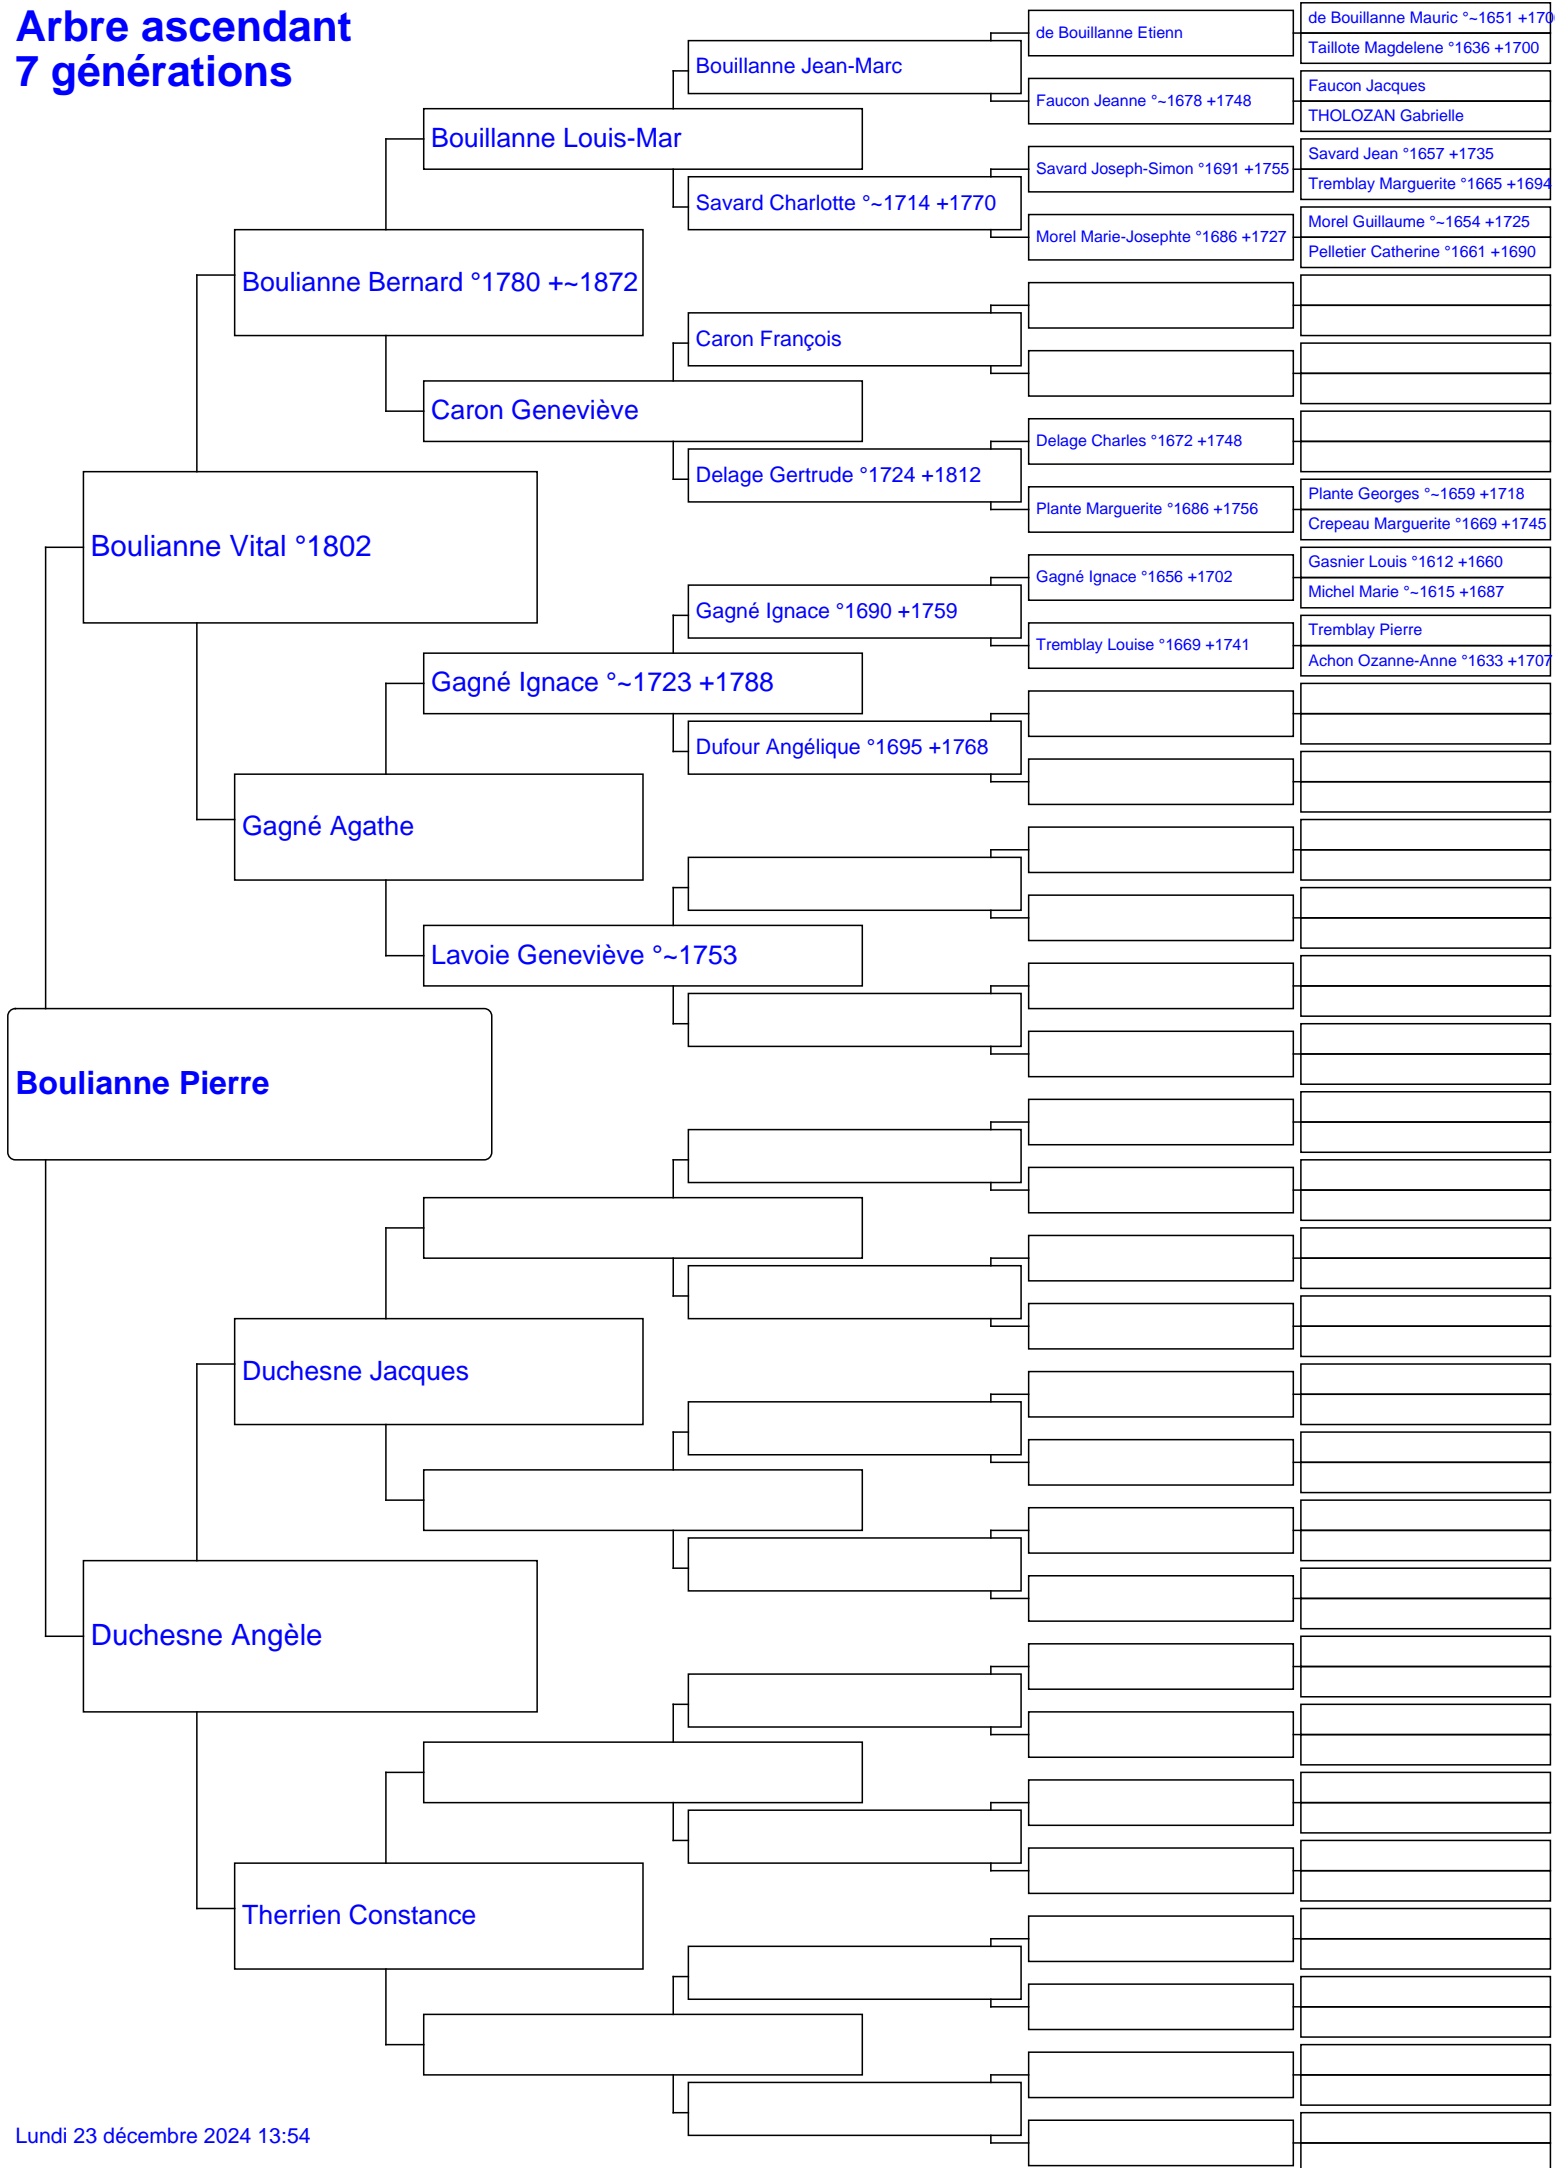 Arbre ascendant
7 générations
de Bouillanne Etienn
de Bouillanne Mauric °~1651 +170
Taillote Magdelene °1636 +1700
Bouillanne Jean-Marc
Faucon Jeanne °~1678 +1748
Faucon Jacques
THOLOZAN Gabrielle
Bouillanne Louis-Mar
Savard Joseph-Simon °1691 +1755
Savard Jean °1657 +1735
Tremblay Marguerite °1665 +1694
Savard Charlotte °~1714 +1770
Morel Marie-Josephte °1686 +1727
Morel Guillaume °~1654 +1725
Pelletier Catherine °1661 +1690
Boulianne Bernard °1780 +~1872
Caron François
Caron Geneviève
Delage Charles °1672 +1748
Delage Gertrude °1724 +1812
Plante Marguerite °1686 +1756
Plante Georges °~1659 +1718
Crepeau Marguerite °1669 +1745
Boulianne Vital °1802
Gagné Ignace °1656 +1702
Gasnier Louis °1612 +1660
Michel Marie °~1615 +1687
Gagné Ignace °1690 +1759
Tremblay Louise °1669 +1741
Tremblay Pierre
Achon Ozanne-Anne °1633 +1707
Gagné Ignace °~1723 +1788
Dufour Angélique °1695 +1768
Gagné Agathe
Lavoie Geneviève °~1753
Boulianne Pierre
Duchesne Jacques
Duchesne Angèle
Therrien Constance
Lundi 23 décembre 2024 13:54